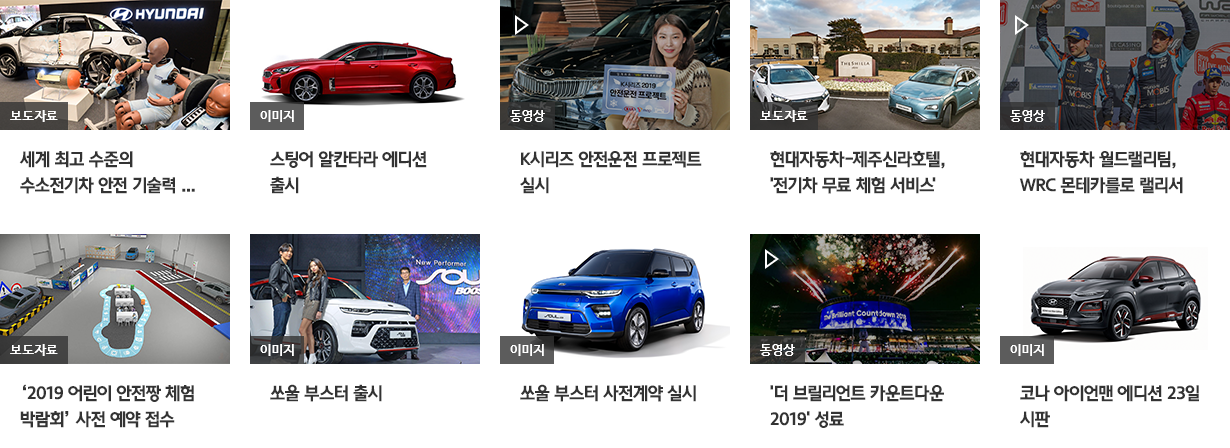 HYUNDAI
보도자료
세계 최고 수준의
수소전기차 안전 기술력 ...
이미지
스팅어 알칸타라 에디션
출시
K시리즈 2019
안전운전 프로젝트
동영상
K시리즈 안전운전 프로젝트
실시
THE SHILLA
보도자료
현대자동차-제주신라호텔,
'전기차 무료 체험 서비스'
MOBIS
MOBIS
동영상
현대자동차 월드랠리팀,
WRC 몬테카를로 랠리서
보도자료
‘2019 어린이 안전짱 체험
박람회’ 사전 예약 접수
New Performer
SOUL
BOOS
이미지
쏘울 부스터 출시
SOUL
이미지
쏘울 부스터 사전계약 실시
The Brilliant Countdown 2019
동영상
'더 브릴리언트 카운트다운
2019' 성료
이미지
코나 아이언맨 에디션 23일
시판